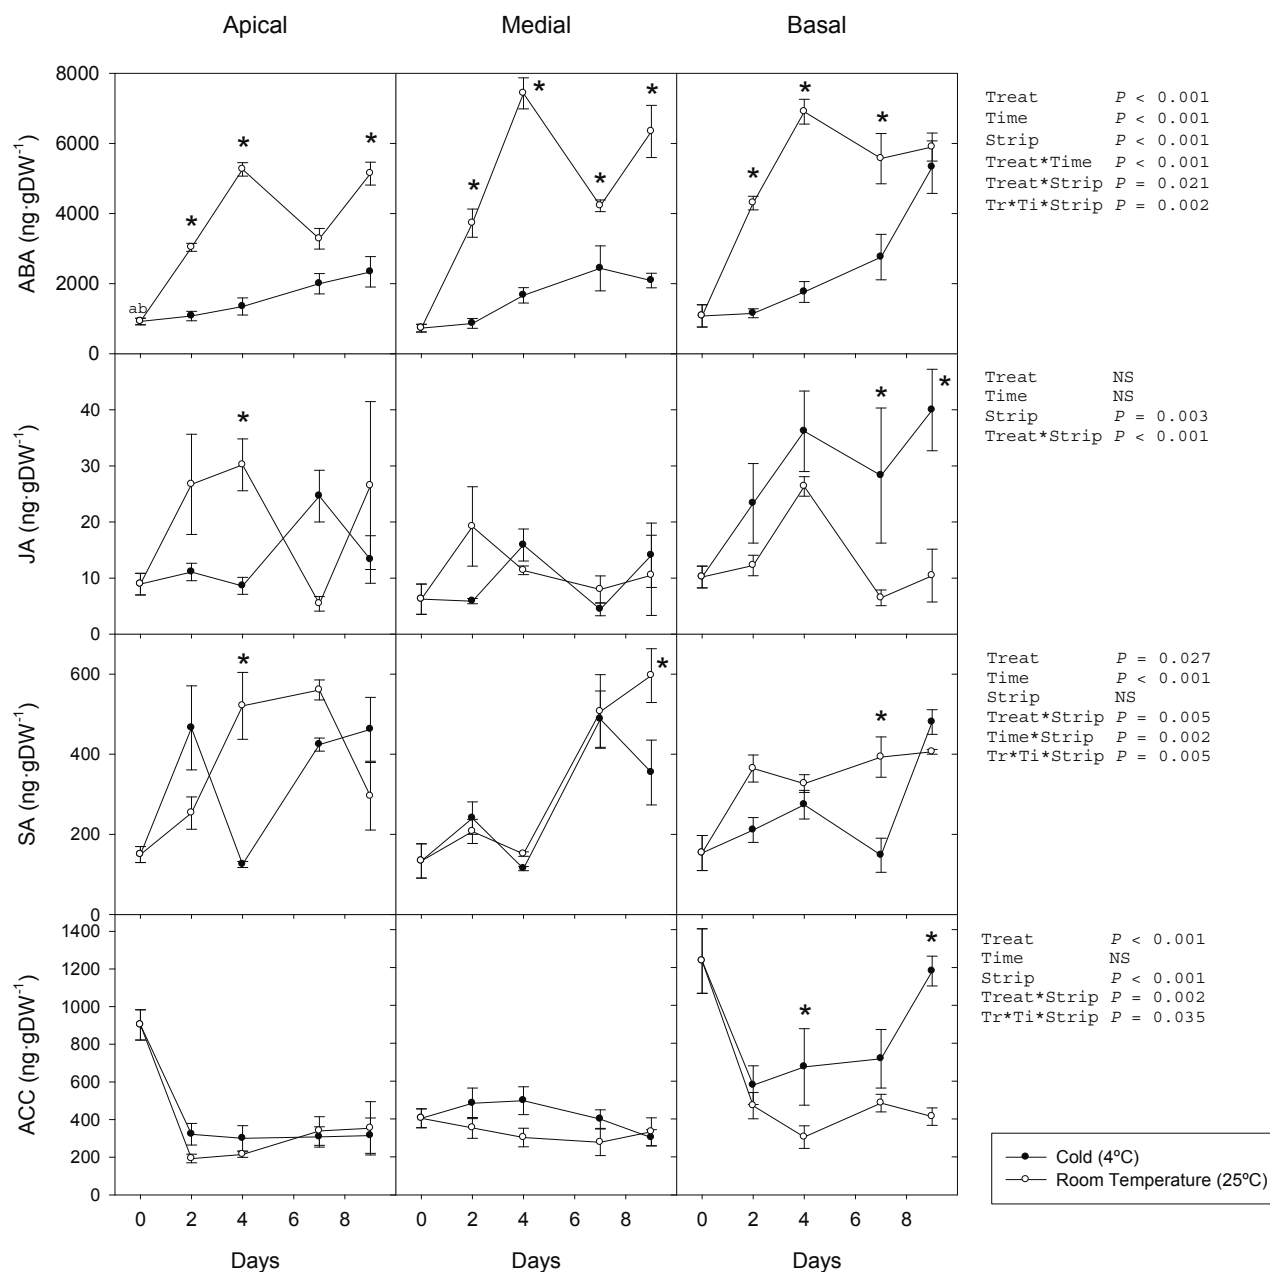 Apical Medial Basal
ABA (ng·gDW⁻¹)
8000
6000
4000
2000
0
ab
* * *
* * * *
* * *
Treat P < 0.001
Time P < 0.001
Strip P < 0.001
Treat*Time P < 0.001
Treat*Strip P = 0.021
Tr*Ti*Strip P = 0.002
JA (ng·gDW⁻¹)
40
30
20
10
0
*
* *
Treat NS
Time NS
Strip P = 0.003
Treat*Strip P < 0.001
SA (ng·gDW⁻¹)
600
400
200
0
*
*
*
Treat P = 0.027
Time P < 0.001
Strip NS
Treat*Strip P = 0.005
Time*Strip P = 0.002
Tr*Ti*Strip P = 0.005
ACC (ng·gDW⁻¹)
1400
1200
1000
800
600
400
200
0
* *
Treat P < 0.001
Time NS
Strip P < 0.001
Treat*Strip P = 0.002
Tr*Ti*Strip P = 0.035
Cold (4ºC)
Room Temperature (25ºC)
0 2 4 6 8 0 2 4 6 8 0 2 4 6 8
Days Days Days